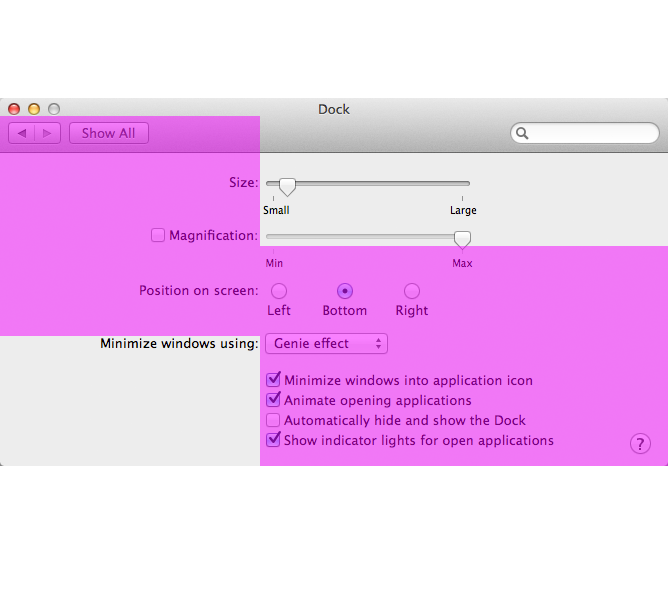 Dock
Show All
Size:
Small Large
Magnification:
Min Max
Position on screen:
Left Bottom Right
Minimize windows using: Genie effect
Minimize windows into application icon
Animate opening applications
Automatically hide and show the Dock
Show indicator lights for open applications
?